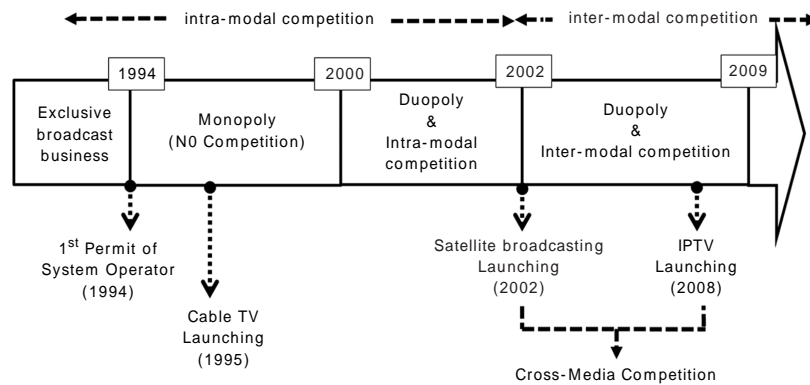 intra-modal competition
inter-modal competition
1994
2000
2002
2009
Exclusive
broadcast
business
Monopoly
(N0 Competition)
Duopoly
&
Intra-modal
competition
Duopoly
&
Inter-modal competition
1st Permit of
System Operator
(1994)
Cable TV
Launching
(1995)
Satellite broadcasting
Launching
(2002)
IPTV
Launching
(2008)
Cross-Media Competition